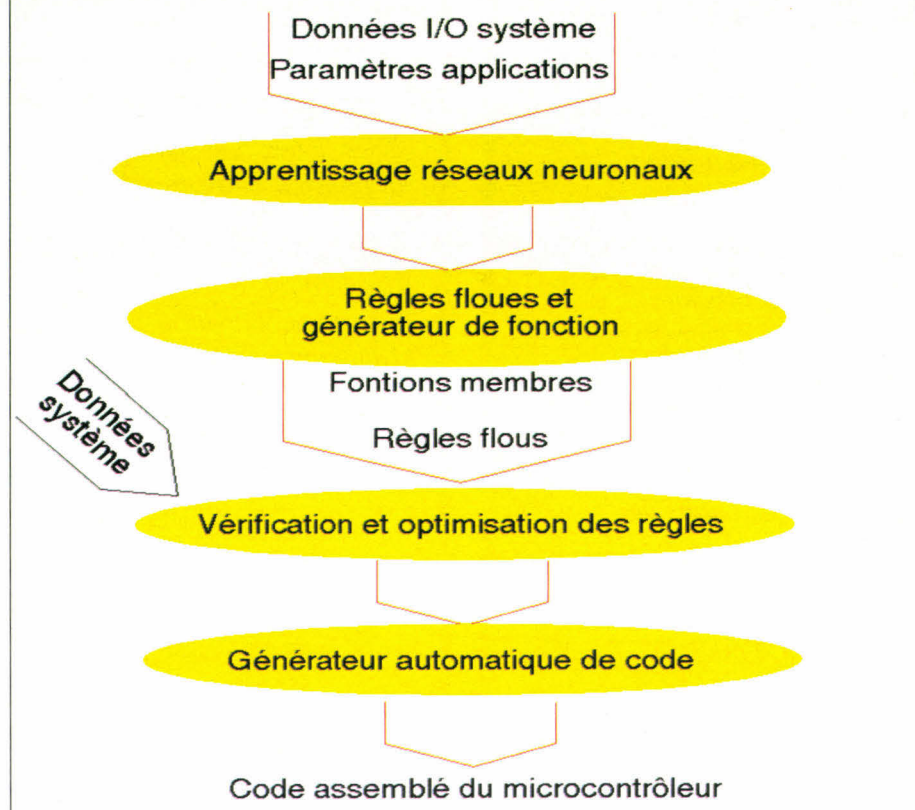 Données I/O système
Paramètres applications
Apprentissage réseaux neuronaux
Règles floues et
générateur de fonction
Fontions membres
Règles flous
Données
système
Vérification et optimisation des règles
Générateur automatique de code
Code assemblé du microcontrôleur